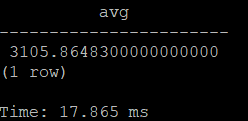 avg
-----------------------
3105.8648300000000000
(1 row)
Time: 17.865 ms